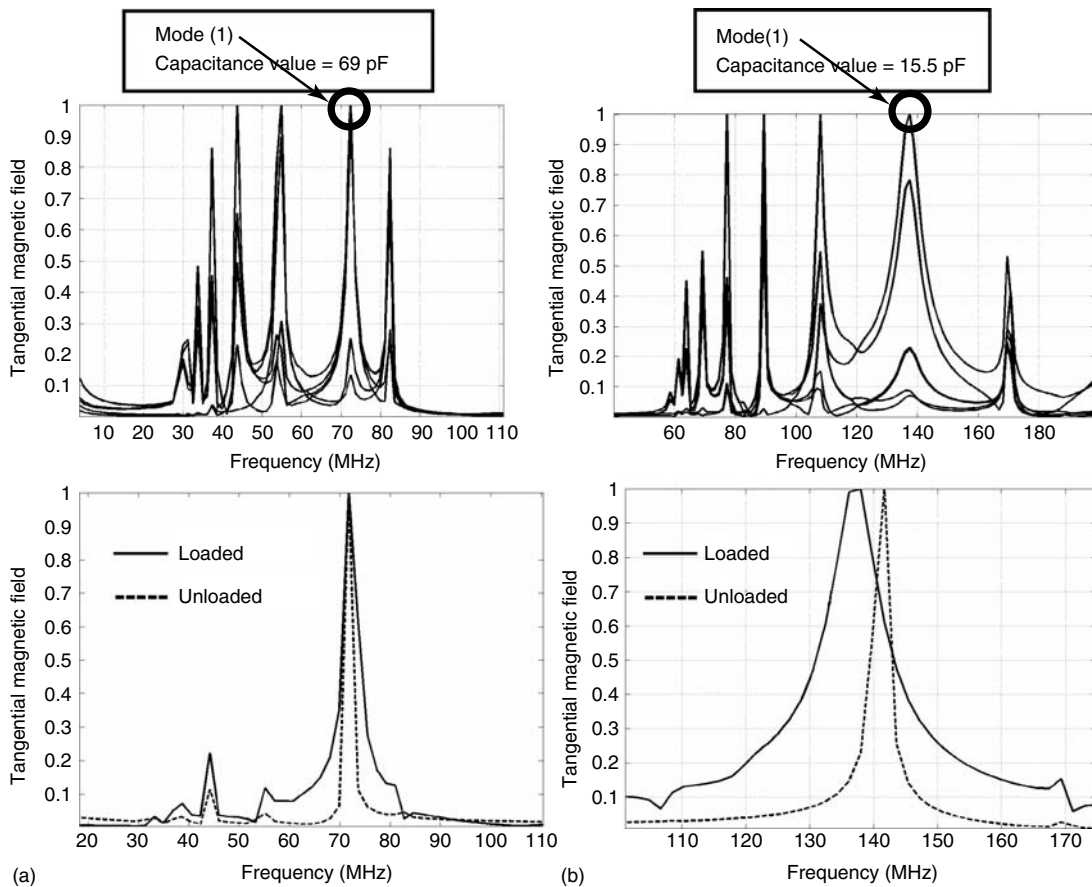 Mode (1)
Capacitance value = 69 pF
Mode(1)
Capacitance value = 15.5 pF
Tangential magnetic field
1
0.9
0.8
0.7
0.6
0.5
0.4
0.3
0.2
0.1
10 20 30 40 50 60 70 80 90 100 110
Frequency (MHz)
Tangential magnetic field
1
0.9
0.8
0.7
0.6
0.5
0.4
0.3
0.2
0.1
60 80 100 120 140 160 180
Frequency (MHz)
Tangential magnetic field
1
0.9
0.8
0.7
0.6
0.5
0.4
0.3
0.2
0.1
Loaded
Unloaded
20 30 40 50 60 70 80 90 100 110
(a)
Frequency (MHz)
Tangential magnetic field
1
0.9
0.8
0.7
0.6
0.5
0.4
0.3
0.2
0.1
Loaded
Unloaded
110 120 130 140 150 160 170
(b)
Frequency (MHz)